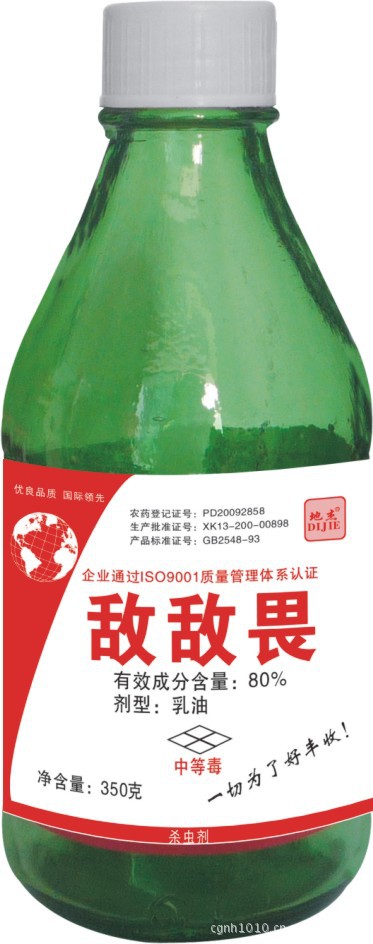 优良品质 国际领先
农药登记证号：PD20092858
生产批准证号：XK13-200-00898
产品标准证号：GB2548-93
地杰®
DIJIE
企业通过ISO9001质量管理体系认证
敌敌畏
有效成分含量：80%
剂型：乳油
中等毒
净含量：350克
一切为了好丰收！
杀虫剂
cgnh1010.cn